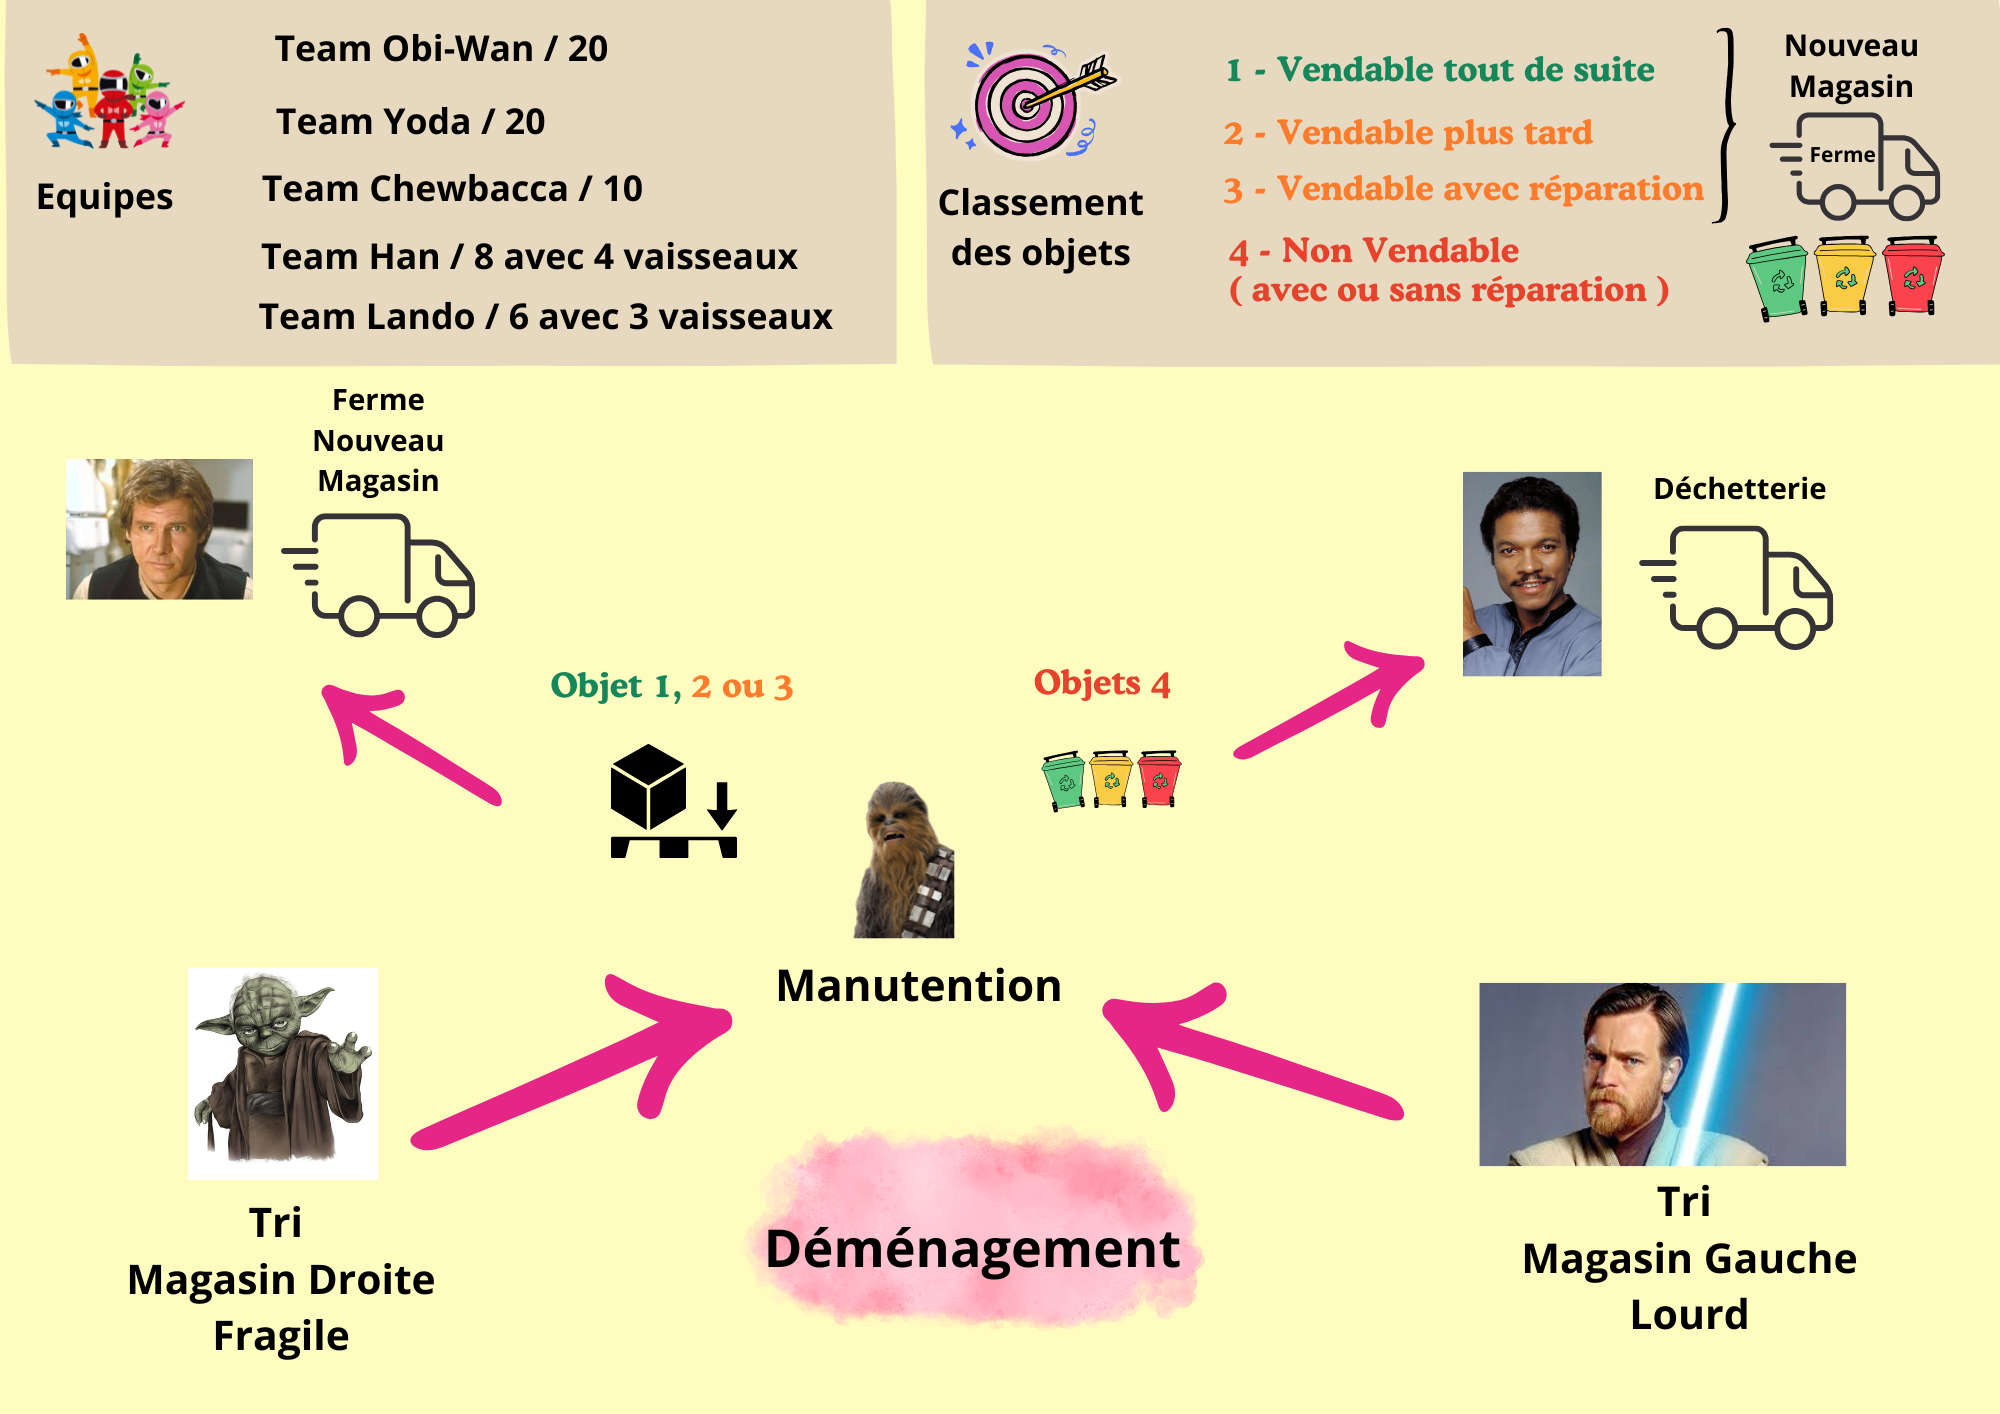 Team Obi-Wan / 20
Team Yoda / 20
Equipes
Team Chewbacca / 10
Team Han / 8 avec 4 vaisseaux
Team Lando / 6 avec 3 vaisseaux
Classement
des objets
1 - Vendable tout de suite
2 - Vendable plus tard
3 - Vendable avec réparation
4 - Non Vendable
( avec ou sans réparation )
Nouveau
Magasin
Ferme
Ferme
Nouveau
Magasin
Déchetterie
Objet 1, 2 ou 3
Objets 4
Manutention
Tri
Magasin Droite
Fragile
Déménagement
Tri
Magasin Gauche
Lourd